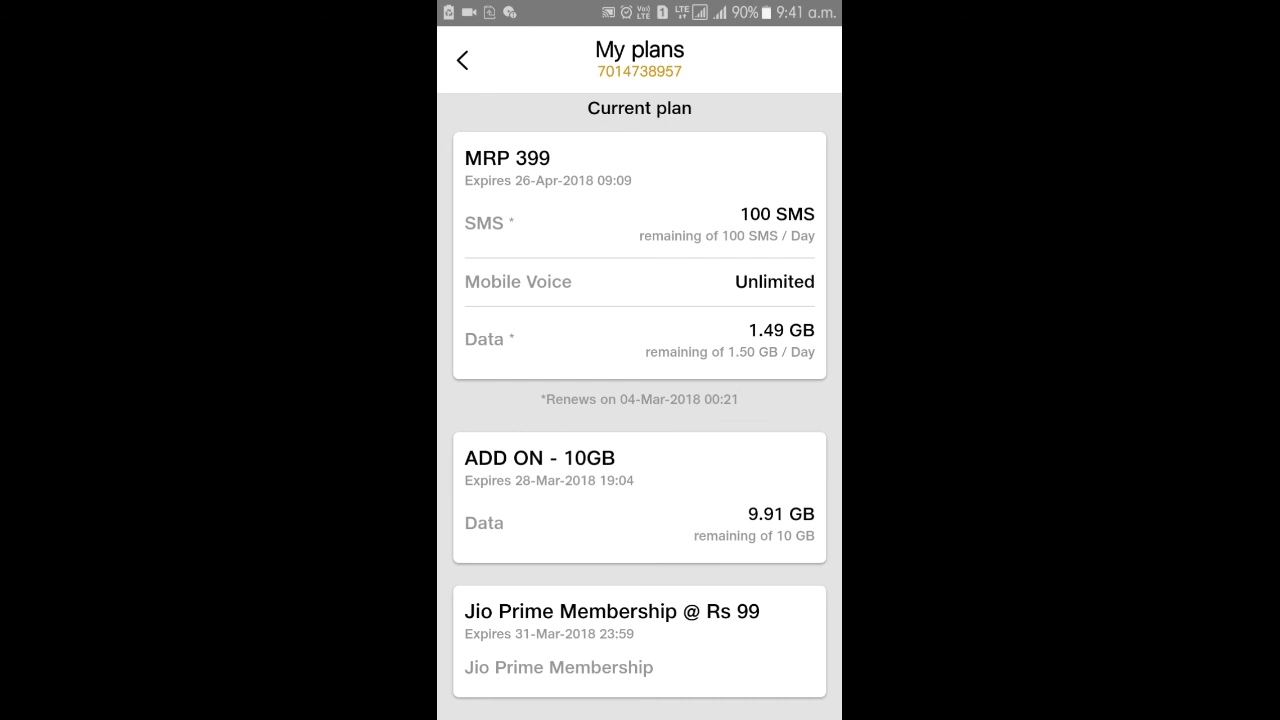 90% 9:41 a.m.
My plans
7014738957
Current plan
MRP 399
Expires 26-Apr-2018 09:09
SMS *
100 SMS
remaining of 100 SMS / Day
Mobile Voice
Unlimited
Data *
1.49 GB
remaining of 1.50 GB / Day
*Renews on 04-Mar-2018 00:21
ADD ON - 10GB
Expires 28-Mar-2018 19:04
Data
9.91 GB
remaining of 10 GB
Jio Prime Membership @ Rs 99
Expires 31-Mar-2018 23:59
Jio Prime Membership